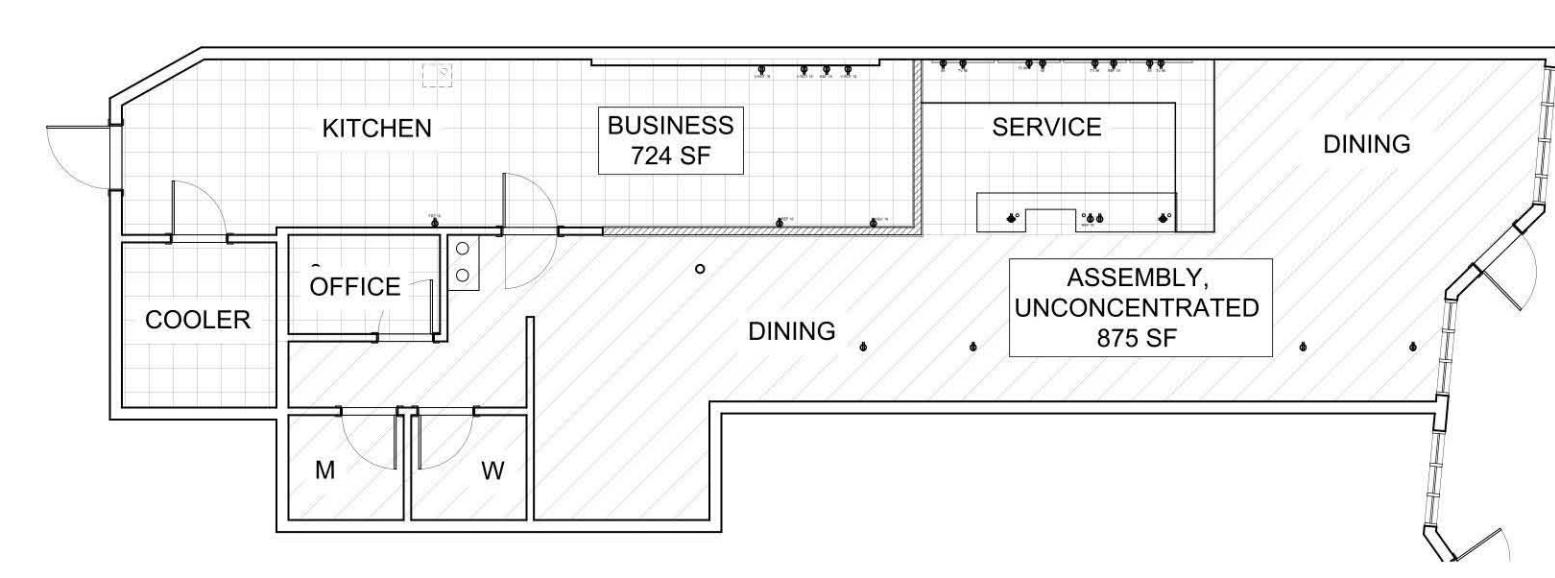 KITCHEN
BUSINESS
724 SF
SERVICE
DINING
OFFICE
COOLER
DINING
ASSEMBLY,
UNCONCENTRATED
875 SF
M
W